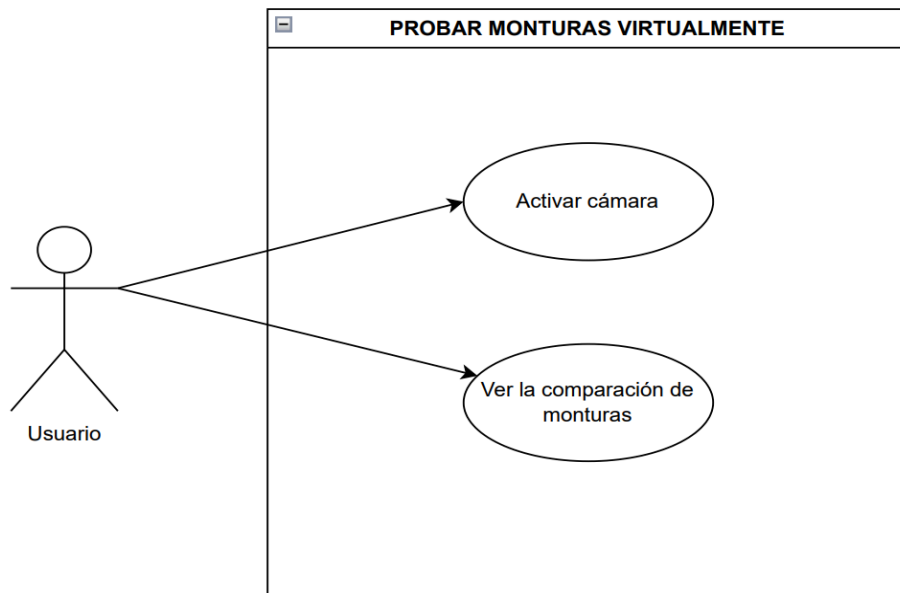 PROBAR MONTURAS VIRTUALMENTE
Activar cámara
Ver la comparación de
monturas
Usuario